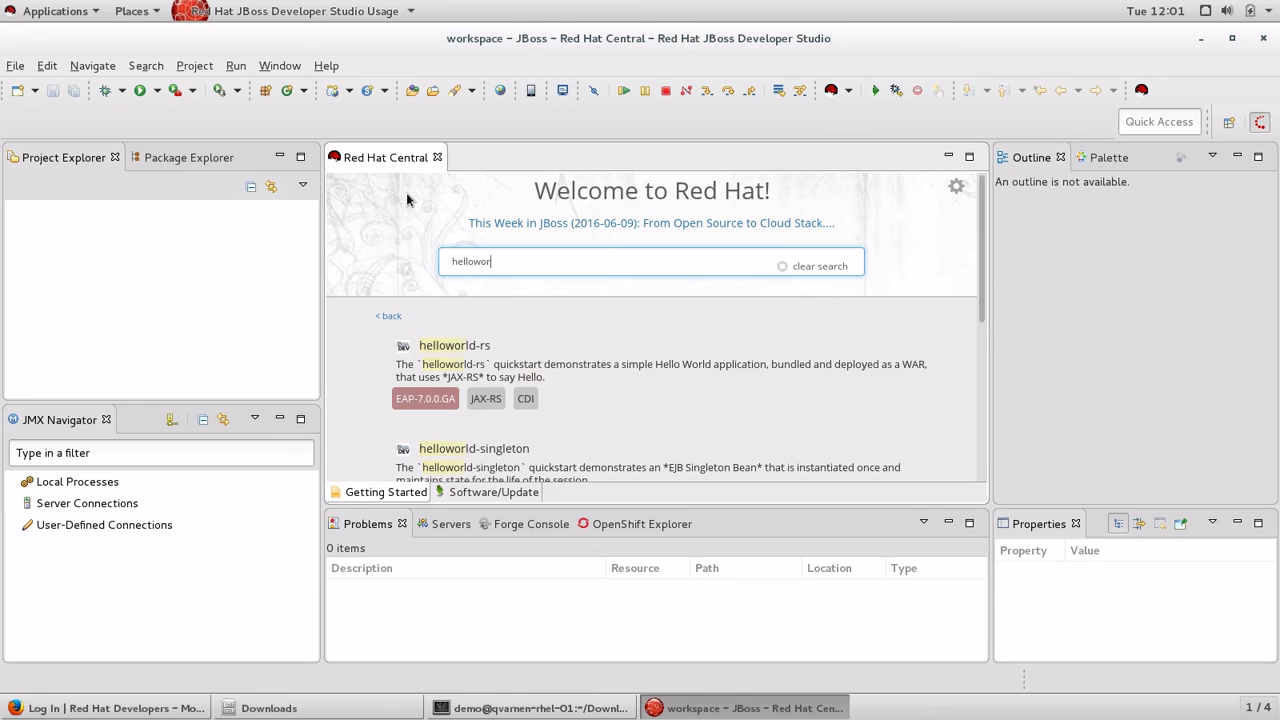 Applications Places Red Hat JBoss Developer Studio Usage Tue 12:01
workspace – JBoss – Red Hat Central – Red Hat JBoss Developer Studio
File Edit Navigate Search Project Run Window Help
Quick Access
Project Explorer Package Explorer
Red Hat Central
Outline Palette
An outline is not available.
Welcome to Red Hat!
This Week in JBoss (2016-06-09): From Open Source to Cloud Stack....
hellowor clear search
< back
helloworld-rs
The `helloworld-rs` quickstart demonstrates a simple Hello World application, bundled and deployed as a WAR,
that uses *JAX-RS* to say Hello.
EAP-7.0.0.GA JAX-RS CDI
helloworld-singleton
The `helloworld-singleton` quickstart demonstrates an *EJB Singleton Bean* that is instantiated once and
maintains state for the life of the session.
Getting Started Software/Update
JMX Navigator
Type in a filter
Local Processes
Server Connections
User-Defined Connections
Problems Servers Forge Console OpenShift Explorer
0 items
Description Resource Path Location Type
Properties
Property Value
Log In | Red Hat Developers – Mo... Downloads demo@qvarnen-rhel-01:~/Downl... workspace – JBoss – Red Hat Cen... 1 / 4